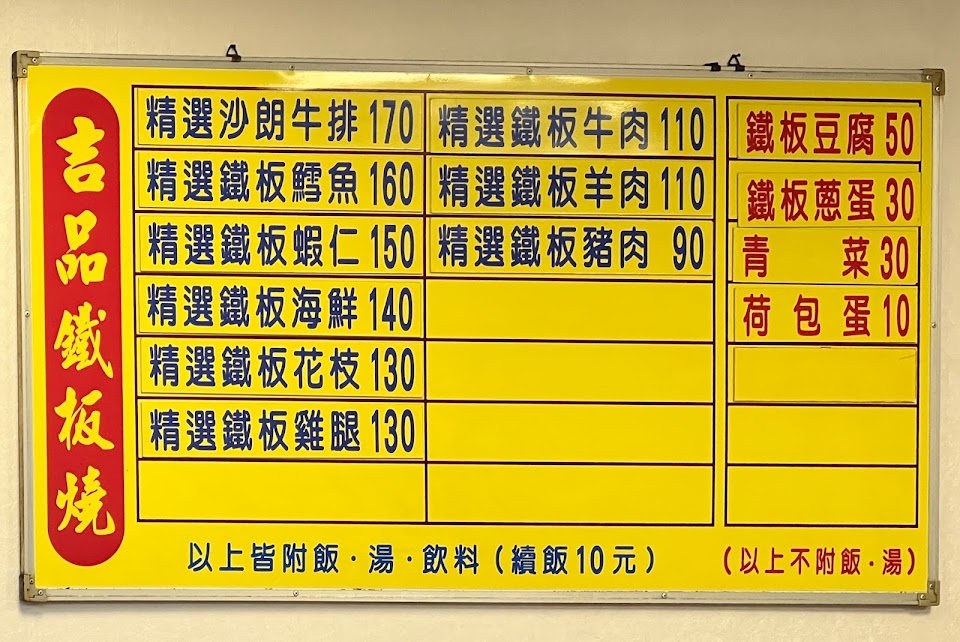 吉品鐵板燒
精選沙朗牛排 170
精選鐵板鱈魚 160
精選鐵板蝦仁 150
精選鐵板海鮮 140
精選鐵板花枝 130
精選鐵板雞腿 130
精選鐵板牛肉 110
精選鐵板羊肉 110
精選鐵板豬肉 90
鐵板豆腐 50
鐵板蔥蛋 30
青菜 30
荷包蛋 10
以上皆附飯·湯·飲料（續飯10元）
（以上不附飯·湯）